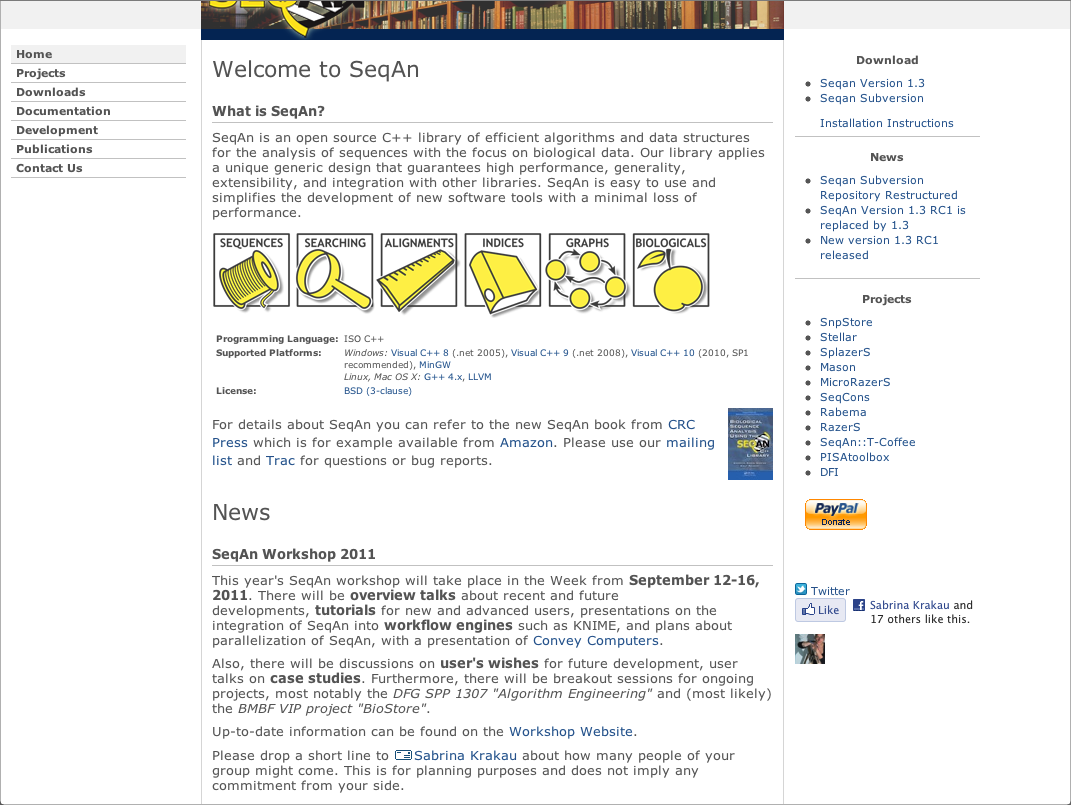 SEQAN
Home
Projects
Downloads
Documentation
Development
Publications
Contact Us
Welcome to SeqAn
What is SeqAn?
SeqAn is an open source C++ library of efficient algorithms and data structures
for the analysis of sequences with the focus on biological data. Our library applies
a unique generic design that guarantees high performance, generality,
extensibility, and integration with other libraries. SeqAn is easy to use and
simplifies the development of new software tools with a minimal loss of
performance.
SEQUENCES SEARCHING ALIGNMENTS INDICES GRAPHS BIOLOGICALS
Programming Language: ISO C++
Supported Platforms: Windows: Visual C++ 8 (.net 2005), Visual C++ 9 (.net 2008), Visual C++ 10 (2010, SP1
recommended), MinGW
Linux, Mac OS X: G++ 4.x, LLVM
License: BSD (3-clause)
For details about SeqAn you can refer to the new SeqAn book from CRC
Press which is for example available from Amazon. Please use our mailing
list and Trac for questions or bug reports.
BIOLOGICAL
SEQUENCE
ANALYSIS
USING THE
SEQAN
C++
LIBRARY
News
SeqAn Workshop 2011
This year's SeqAn workshop will take place in the Week from September 12-16,
2011. There will be overview talks about recent and future
developments, tutorials for new and advanced users, presentations on the
integration of SeqAn into workflow engines such as KNIME, and plans about
parallelization of SeqAn, with a presentation of Convey Computers.
Also, there will be discussions on user's wishes for future development, user
talks on case studies. Furthermore, there will be breakout sessions for ongoing
projects, most notably the DFG SPP 1307 "Algorithm Engineering" and (most likely)
the BMBF VIP project "BioStore".
Up-to-date information can be found on the Workshop Website.
Please drop a short line to Sabrina Krakau about how many people of your
group might come. This is for planning purposes and does not imply any
commitment from your side.
Download
Seqan Version 1.3
Seqan Subversion
Installation Instructions
News
Seqan Subversion
Repository Restructured
SeqAn Version 1.3 RC1 is
replaced by 1.3
New version 1.3 RC1
released
Projects
SnpStore
Stellar
SplazerS
Mason
MicroRazerS
SeqCons
Rabema
RazerS
SeqAn::T-Coffee
PISAtoolbox
DFI
PayPal
Donate
Twitter
Like
Sabrina Krakau and
17 others like this.